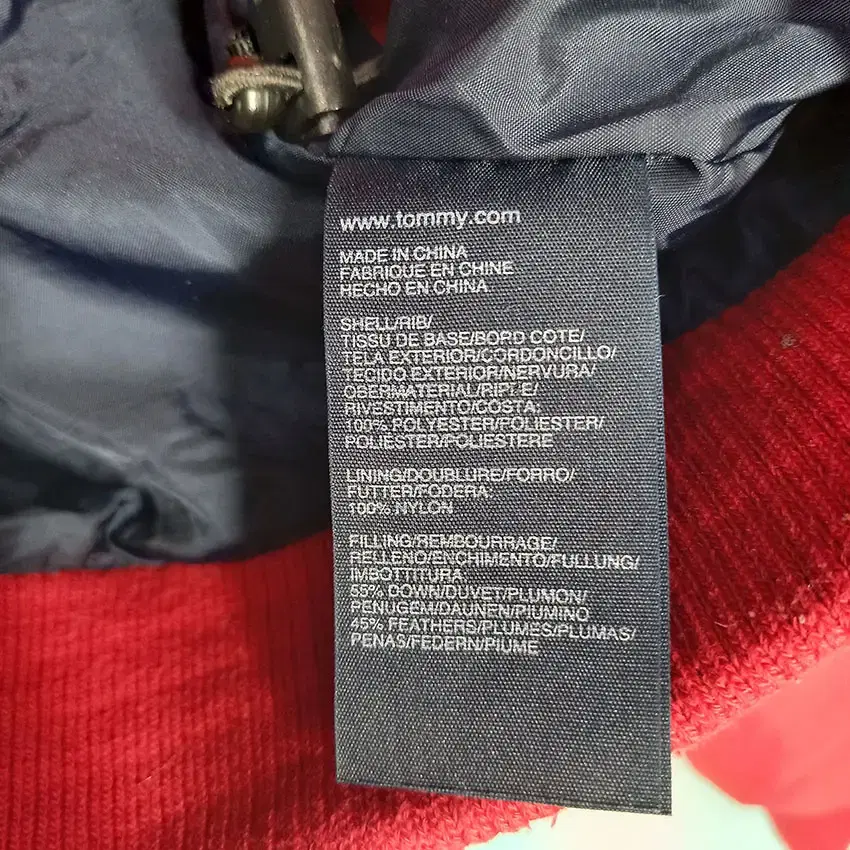 www.tommy.com
MADE IN CHINA
FABRIQUE EN CHINE
HECHO EN CHINA
SHELL/RIB/
TISSU DE BASE/BORD COTE/
TELA EXTERIOR/CORDONCILLO/
TECIDO EXTERIOR/NERVURA/
OBERMATERIAL/RIPLE/
RIVESTIMENTO/COSTA:
100% POLYESTER/POLIESTER/
POLIESTER/POLIESTERE
LINING/DOUBLURE/FORRO/
FUTTER/FODERA:
100% NYLON
FILLING/REMBOURRAGE/
RELLENO/ENCHIMENTO/FULLUNG/
IMBOTTITURA:
55% DOWN/DUVET/PLUMON/
PENUGEM/DAUNEN/PIUMINO
45% FEATHERS/PLUMES/PLUMAS/
PENAS/FEDERN/PIUME